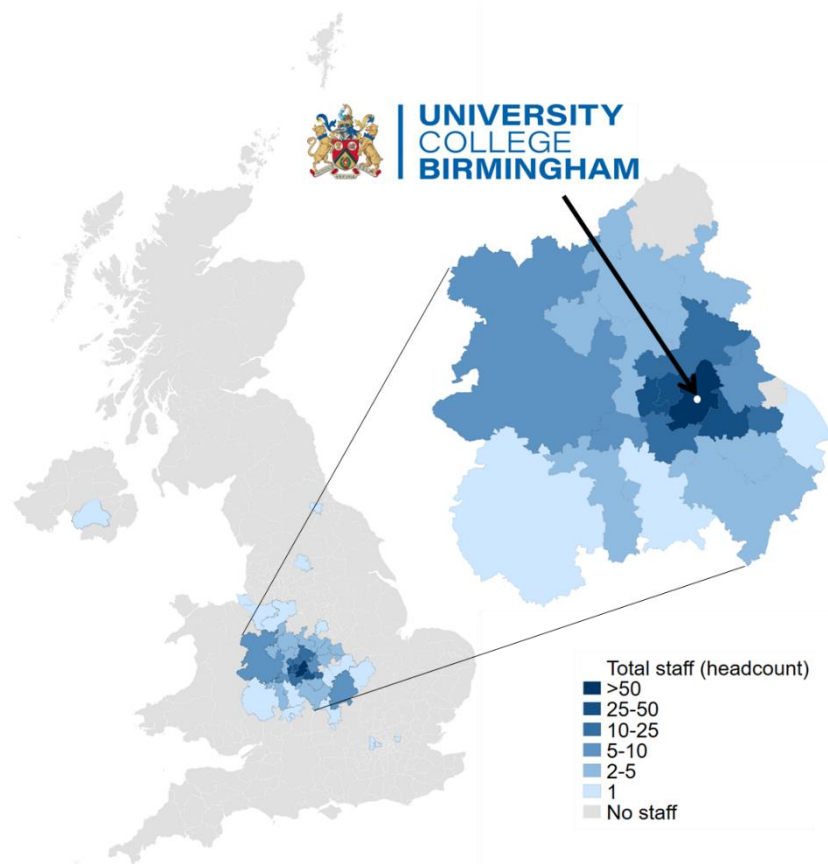 UNIVERSITY
COLLEGE
BIRMINGHAM
Total staff (headcount)
>50
25-50
10-25
5-10
2-5
1
No staff